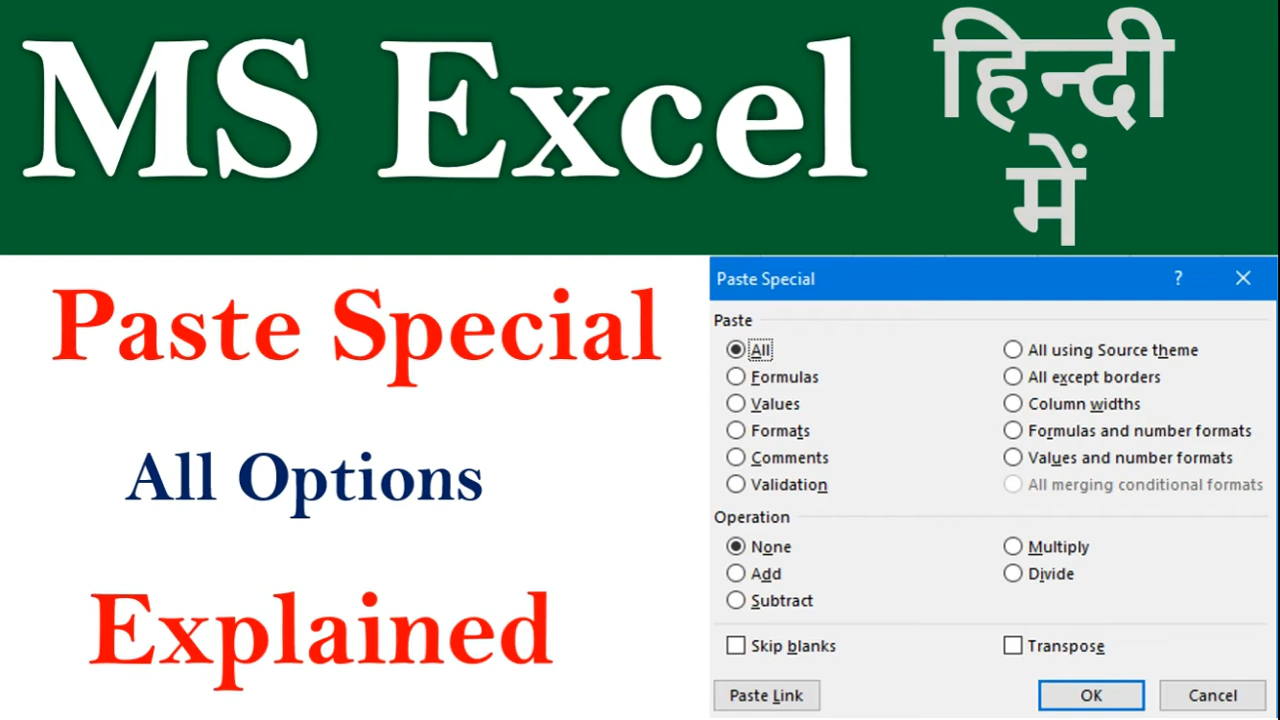 MS Excel
हिन्दी
में
Paste Special
All Options
Explained
Paste Special ? ×
Paste
All
All using Source theme
Formulas
All except borders
Values
Column widths
Formats
Formulas and number formats
Comments
Values and number formats
Validation
All merging conditional formats
Operation
None
Multiply
Add
Divide
Subtract
Skip blanks
Transpose
Paste Link
OK
Cancel